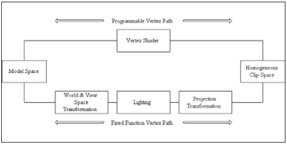 Programmable Vertex Path
Vertex Shader
Model Space
Homogenous
Clip Space
World & View
Space
Transformation
Lighting
Projection
Transformation
Fixed Function Vertex Path